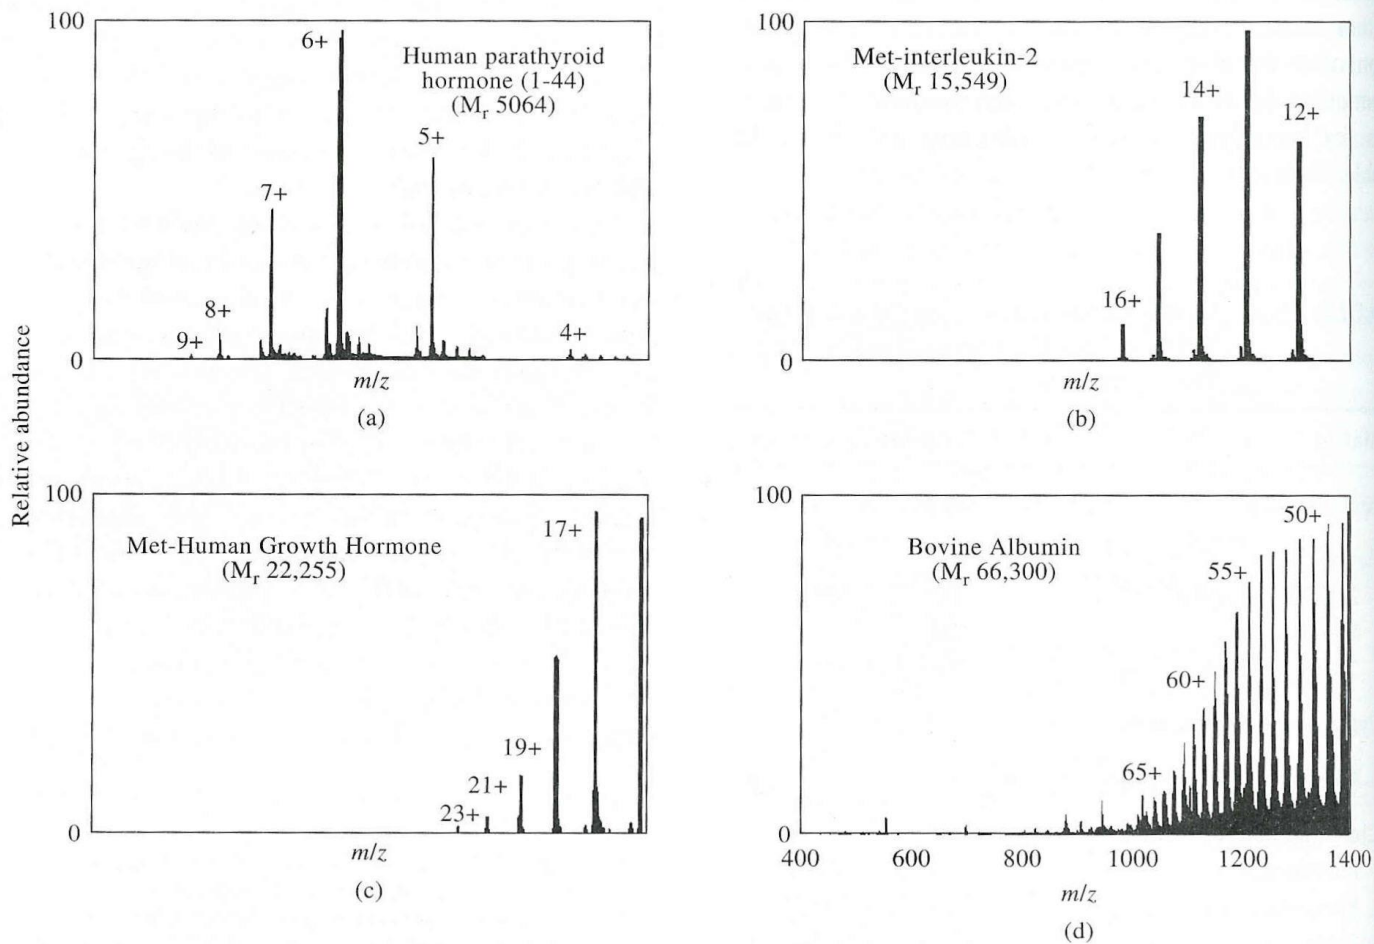 Relative abundance
100
6+
Human parathyroid
hormone (1-44)
(Mr 5064)
5+
7+
8+
9+
4+
0
m/z
(a)
100
Met-interleukin-2
(Mr 15,549)
14+
12+
16+
0
m/z
(b)
100
17+
Met-Human Growth Hormone
(Mr 22,255)
19+
21+
23+
0
m/z
(c)
100
50+
Bovine Albumin
(Mr 66,300)
55+
60+
65+
0
400 600 800 1000 1200 1400
m/z
(d)